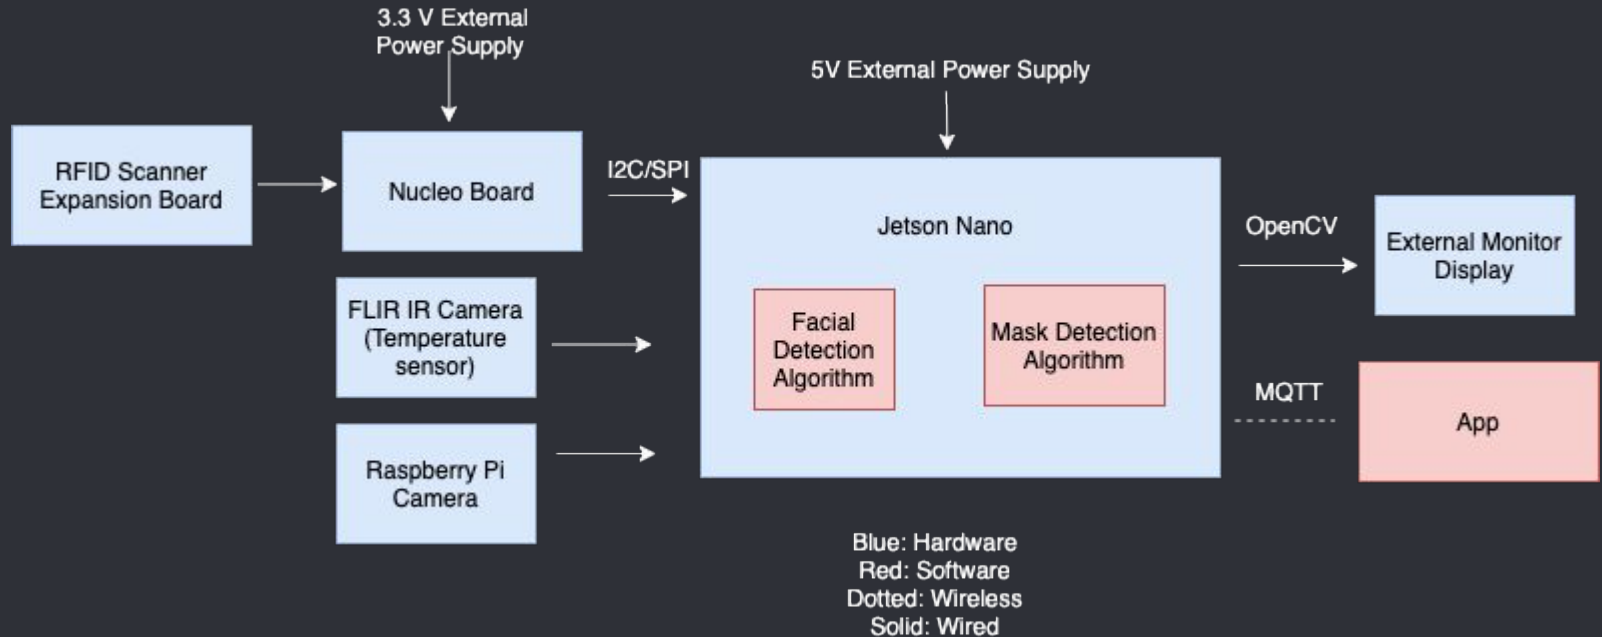 3.3 V External
Power Supply
5V External Power Supply
RFID Scanner
Expansion Board
Nucleo Board
I2C/SPI
Jetson Nano
OpenCV
External Monitor
Display
FLIR IR Camera
(Temperature
sensor)
Facial
Detection
Algorithm
Mask Detection
Algorithm
MQTT
App
Raspberry Pi
Camera
Blue: Hardware
Red: Software
Dotted: Wireless
Solid: Wired